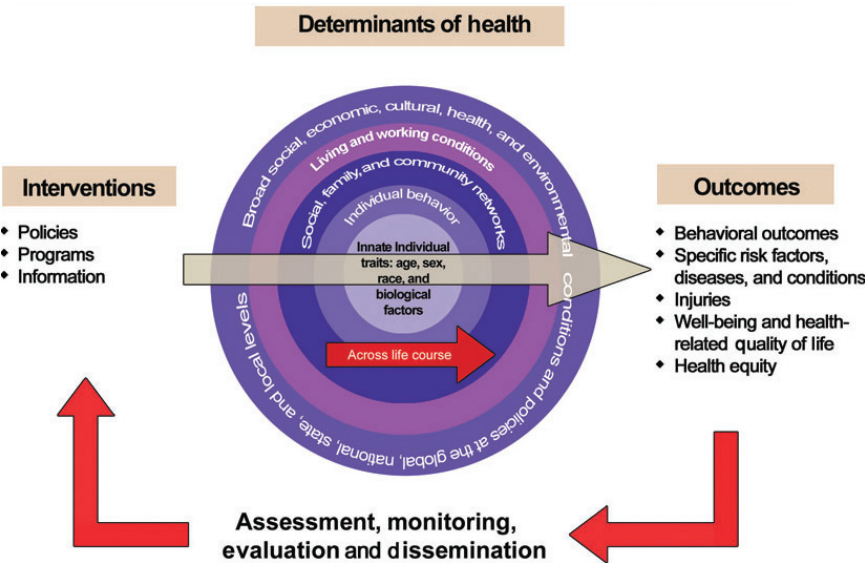 Determinants of health
Interventions
◆ Policies
◆ Programs
◆ Information
Broad social, economic, cultural, health, and environmental conditions and policies at the global, national, state, and local levels
Living and working conditions
Social, family, and community networks
Individual behavior
Innate Individual
traits: age, sex,
race, and
biological
factors
Across life course
Outcomes
◆ Behavioral outcomes
◆ Specific risk factors,
diseases, and conditions
◆ Injuries
◆ Well-being and health-
related quality of life
◆ Health equity
Assessment, monitoring,
evaluation and dissemination